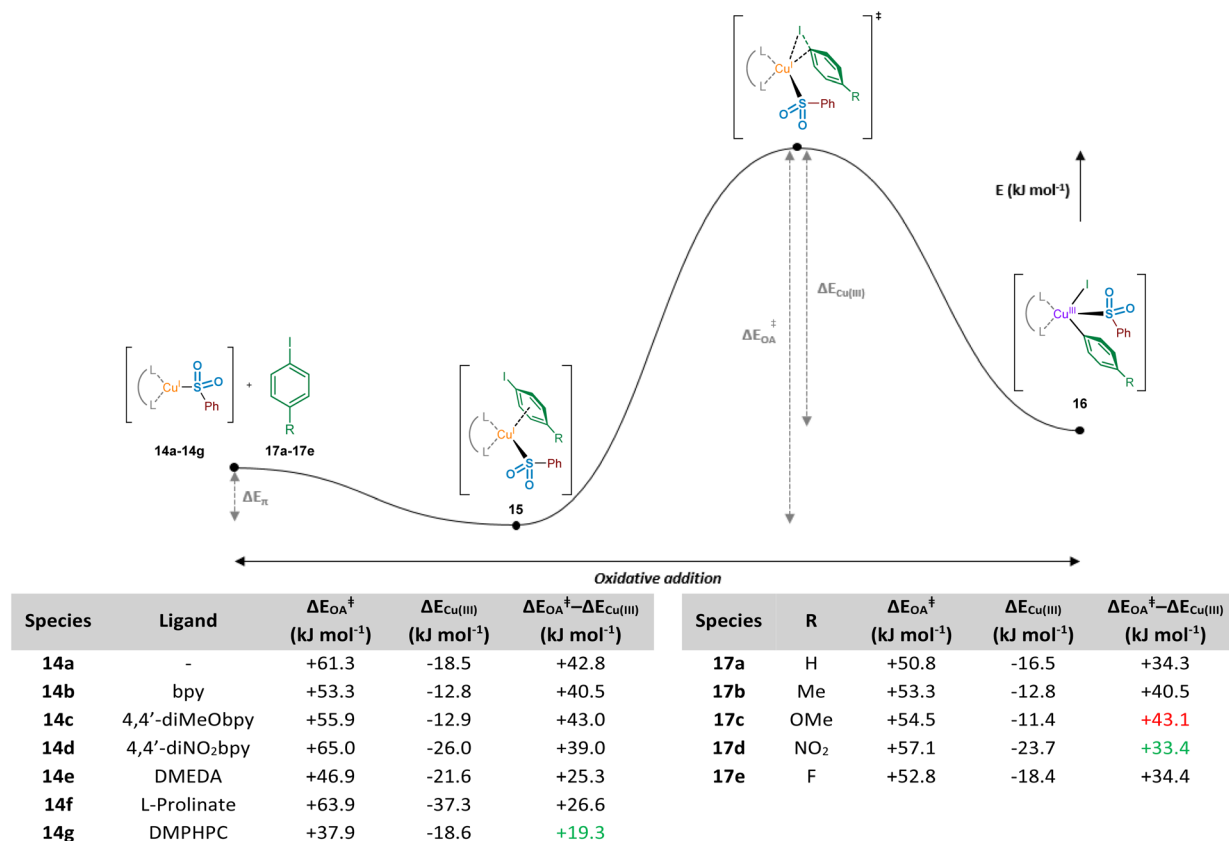 ‡
I
L
L
Cu^I
R
S
Ph
O
O
E (kJ mol⁻¹)
ΔE_Cu(III)
ΔE_OA‡
L
L
Cu^I
S
O
O
Ph
+
I
R
14a-14g
17a-17e
ΔE_π
I
L
L
Cu^I
R
S
Ph
O
O
15
I
L
L
Cu^III
S
O
O
Ph
R
16
Oxidative addition
Species Ligand ΔE_OA‡ (kJ mol⁻¹) ΔE_Cu(III) (kJ mol⁻¹) ΔE_OA‡–ΔE_Cu(III) (kJ mol⁻¹)
14a - +61.3 -18.5 +42.8
14b bpy +53.3 -12.8 +40.5
14c 4,4’-diMeObpy +55.9 -12.9 +43.0
14d 4,4’-diNO₂bpy +65.0 -26.0 +39.0
14e DMEDA +46.9 -21.6 +25.3
14f L-Prolinate +63.9 -37.3 +26.6
14g DMPHPC +37.9 -18.6 +19.3
Species R ΔE_OA‡ (kJ mol⁻¹) ΔE_Cu(III) (kJ mol⁻¹) ΔE_OA‡–ΔE_Cu(III) (kJ mol⁻¹)
17a H +50.8 -16.5 +34.3
17b Me +53.3 -12.8 +40.5
17c OMe +54.5 -11.4 +43.1
17d NO₂ +57.1 -23.7 +33.4
17e F +52.8 -18.4 +34.4